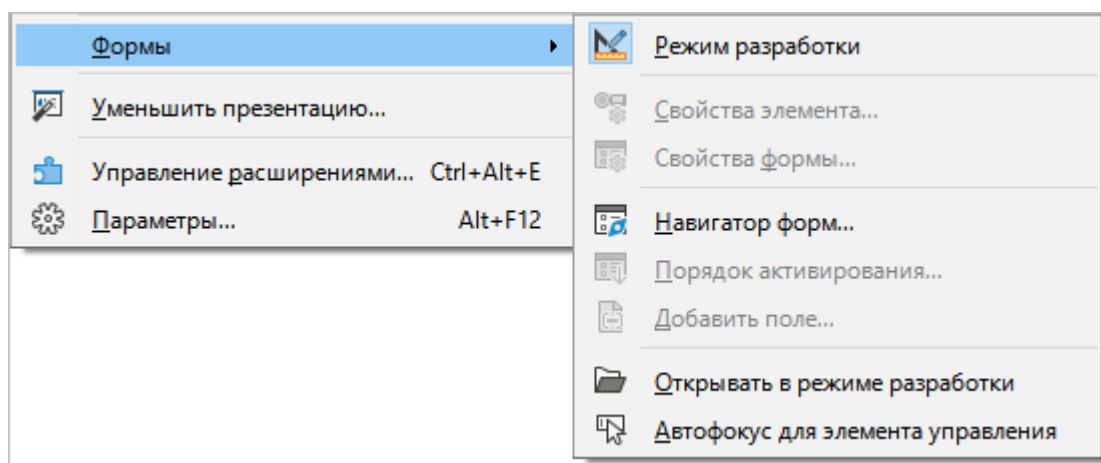 Формы
Уменьшить презентацию...
Управление расширениями... Ctrl+Alt+E
Параметры... Alt+F12
Режим разработки
Свойства элемента...
Свойства формы...
Навигатор форм...
Порядок активирования...
Добавить поле...
Открывать в режиме разработки
Автофокус для элемента управления